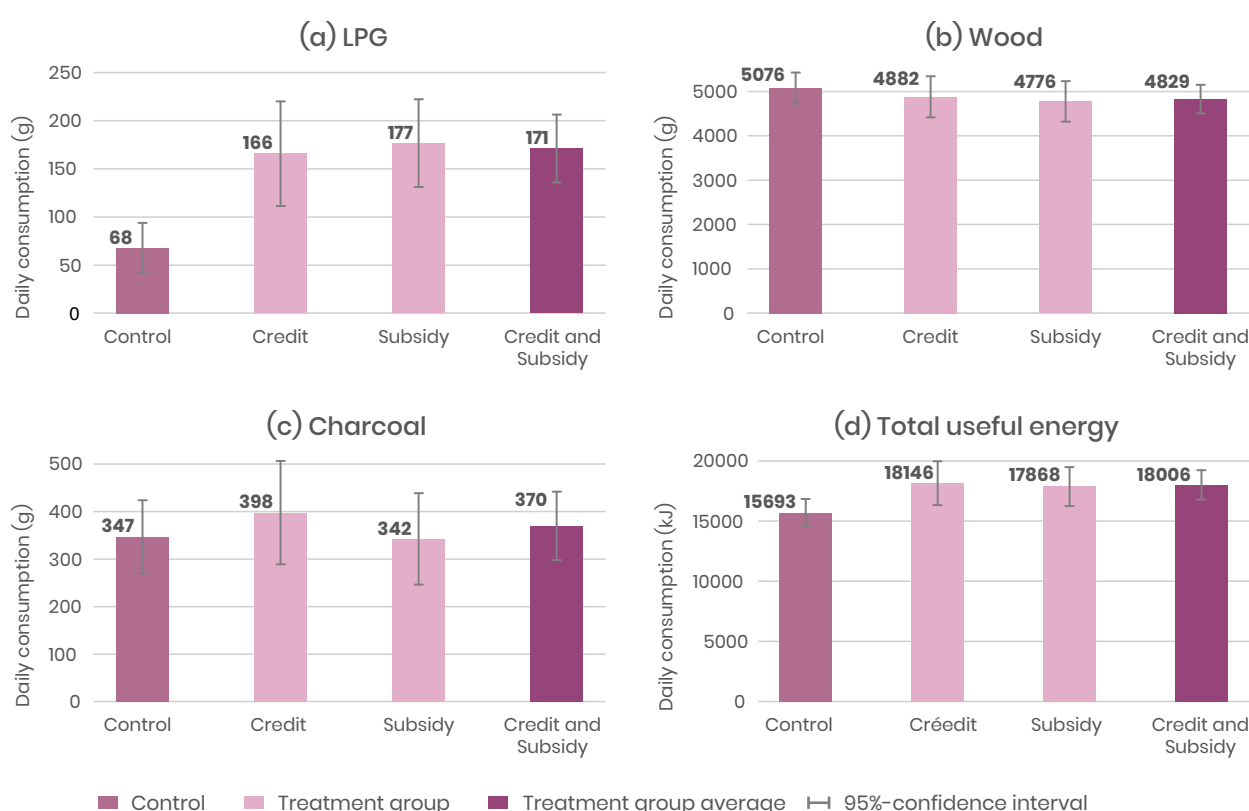 (a) LPG
Daily consumption (g)
250
200
150
100
50
0
68
166
177
171
Control
Credit
Subsidy
Credit and
Subsidy
(b) Wood
Daily consumption (g)
5000
4000
3000
2000
1000
0
5076
4882
4776
4829
Control
Credit
Subsidy
Credit and
Subsidy
(c) Charcoal
Daily consumption (g)
500
400
300
200
100
0
347
398
342
370
Control
Credit
Subsidy
Credit and
Subsidy
(d) Total useful energy
Daily consumption (kJ)
20000
15000
10000
5000
0
15693
18146
17868
18006
Control
Créedit
Subsidy
Credit and
Subsidy
Control
Treatment group
Treatment group average
95%-confidence interval